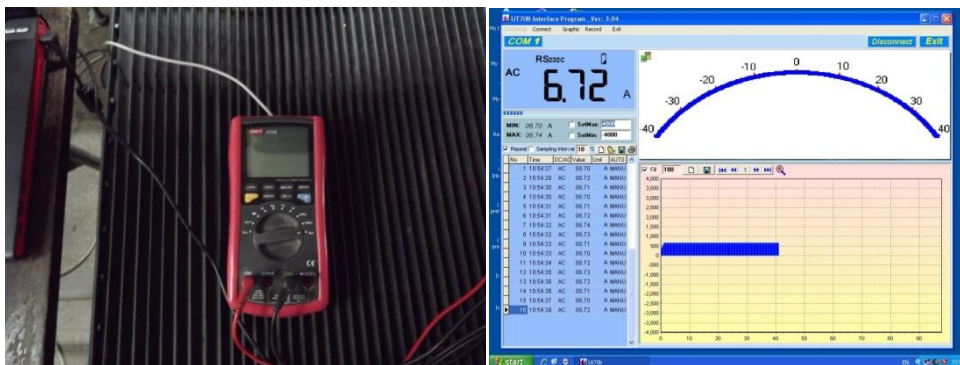 UT70B Interface Program _Ver: 3.04
Connect Graphic Record Exit
COM 1
Disconnect Exit
RS232C
AC
6.72
A
MIN: 06.70 A
SetMax: 4000
MAX: 06.74 A
SetMin: -4000
Repeat Sampling Interval 10
No Time DC/AC Value Unit AUTO
1 10:54:27 AC 06.70 A MANU
2 10:54:28 AC 06.72 A MANU
3 10:54:30 AC 06.71 A MANU
4 10:54:30 AC 06.70 A MANU
5 10:54:31 AC 06.71 A MANU
6 10:54:31 AC 06.72 A MANU
7 10:54:32 AC 06.74 A MANU
8 10:54:32 AC 06.73 A MANU
9 10:54:33 AC 06.71 A MANU
10 10:54:33 AC 06.70 A MANU
11 10:54:34 AC 06.72 A MANU
12 10:54:35 AC 06.73 A MANU
13 10:54:36 AC 06.72 A MANU
14 10:54:36 AC 06.71 A MANU
15 10:54:37 AC 06.70 A MANU
16 10:54:38 AC 06.72 A MANU
-40 -30 -20 -10 0 10 20 30 40
Fit 100 1
4,000
3,500
3,000
2,500
2,000
1,500
1,000
500
0
-500
-1,000
-1,500
-2,000
-2,500
-3,000
-3,500
-4,000
0 10 20 30 40 50 60 70 80 90
start
UT70B
EN